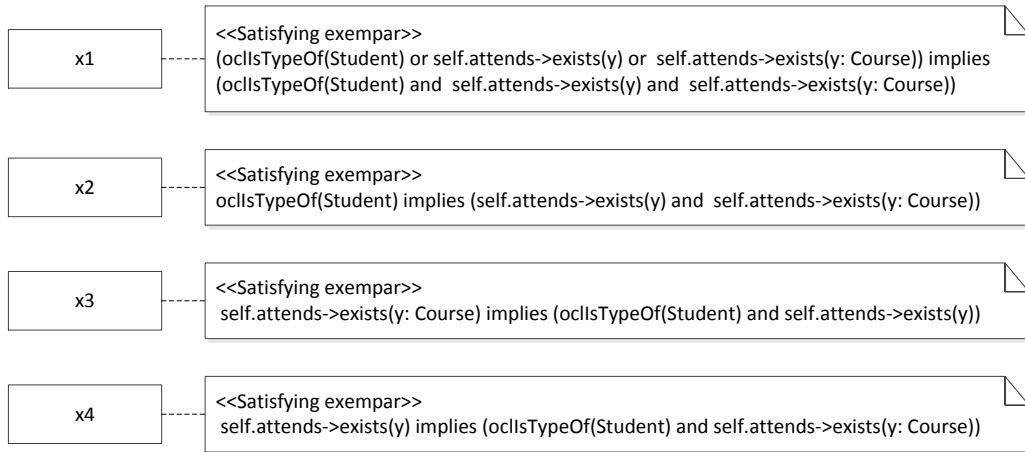 x1
<<Satisfying exempar>>
(oclIsTypeOf(Student) or self.attends->exists(y) or  self.attends->exists(y: Course)) implies
(oclIsTypeOf(Student) and  self.attends->exists(y) and  self.attends->exists(y: Course))
x2
<<Satisfying exempar>>
oclIsTypeOf(Student) implies (self.attends->exists(y) and  self.attends->exists(y: Course))
x3
<<Satisfying exempar>>
self.attends->exists(y: Course) implies (oclIsTypeOf(Student) and self.attends->exists(y))
x4
<<Satisfying exempar>>
self.attends->exists(y) implies (oclIsTypeOf(Student) and self.attends->exists(y: Course))